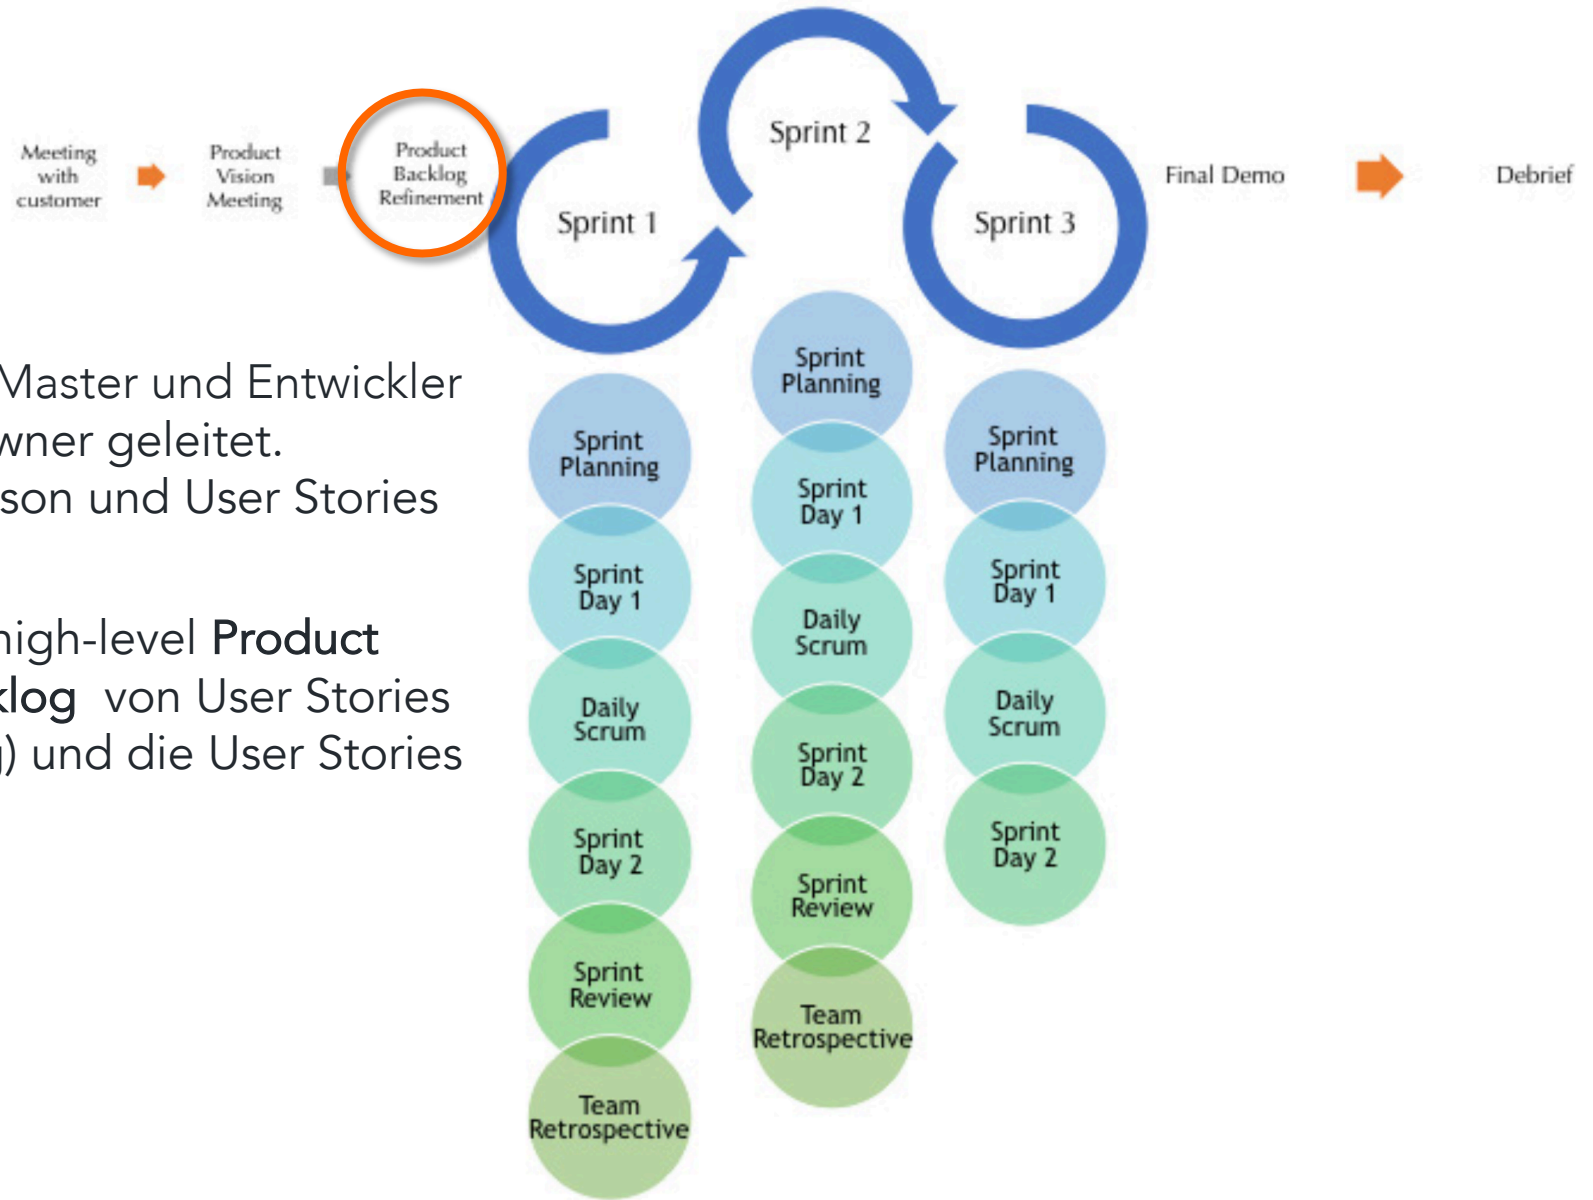 Meeting
with
customer
Product
Vision
Meeting
Product
Backlog
Refinement
Sprint 1
Sprint 2
Sprint 3
Final Demo
Debrief
Master und Entwickler
wner geleitet.
son und User Stories
high-level Product
klog von User Stories
g) und die User Stories
Sprint
Planning
Sprint
Day 1
Daily
Scrum
Sprint
Day 2
Sprint
Review
Team
Retrospective
Sprint
Planning
Sprint
Day 1
Daily
Scrum
Sprint
Day 2
Sprint
Review
Team
Retrospective
Sprint
Planning
Sprint
Day 1
Daily
Scrum
Sprint
Day 2